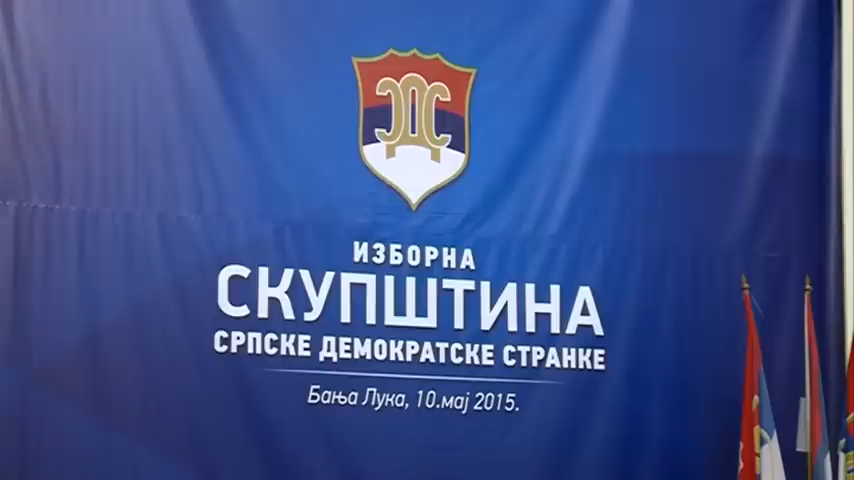 СДС
ИЗБОРНА
СКУПШТИНА
СРПСКЕ ДЕМОКРАТСКЕ СТРАНКЕ
Бања Лука, 10.мај 2015.